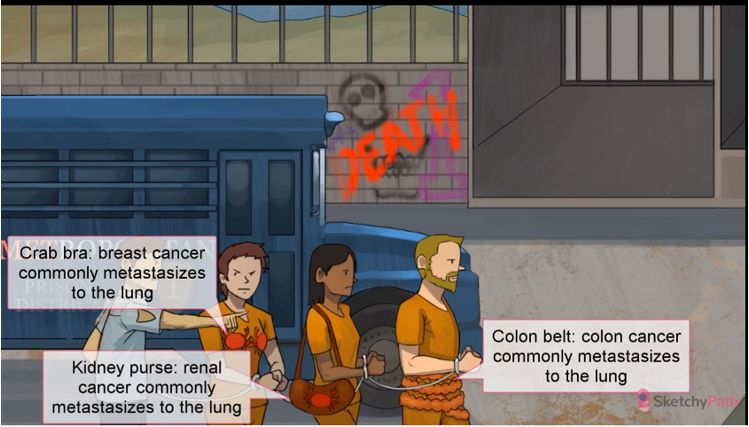 DEATH
METROPOLITAN
PRISON
DISTRICT
Crab bra: breast cancer
commonly metastasizes
to the lung
Kidney purse: renal
cancer commonly
metastasizes to the lung
Colon belt: colon cancer
commonly metastasizes
to the lung
SketchyPath